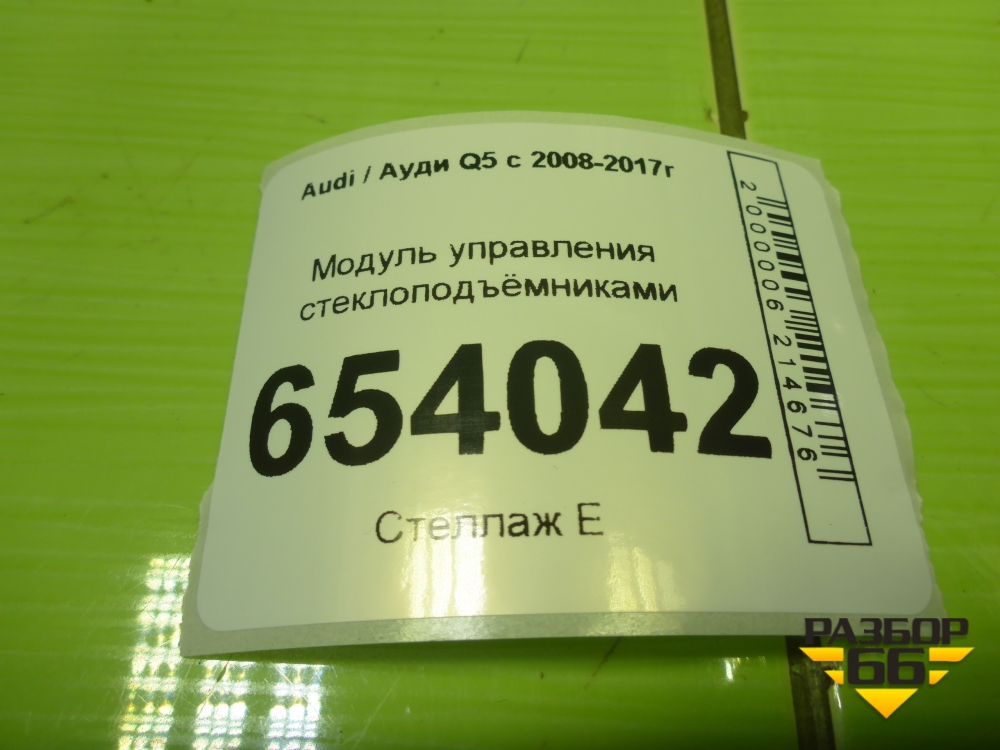 Audi / Ауди Q5 с 2008-2017г
Модуль управления
стеклоподъёмниками
654042
Стеллаж Е
2000006214676
РАЗБОР
66